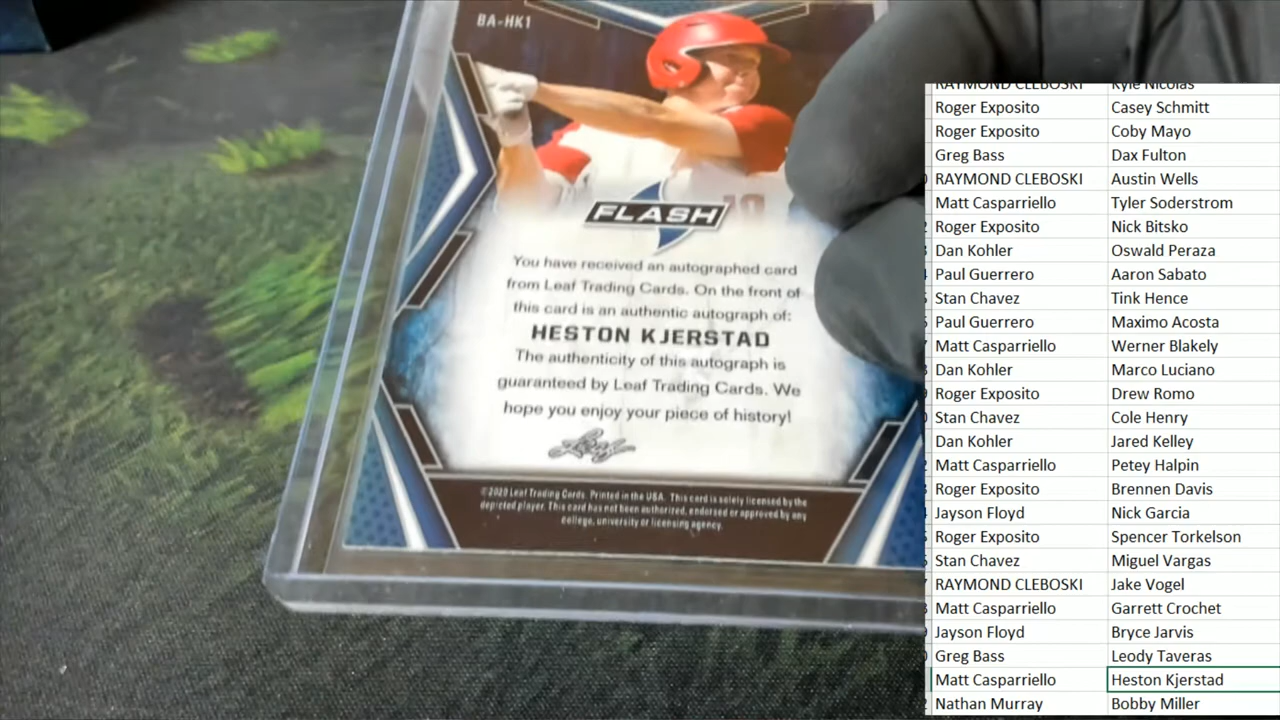 BA-HK1
FLASH
You have received an autographed card
from Leaf Trading Cards. On the front of
this card is an authentic autograph of:
HESTON KJERSTAD
The authenticity of this autograph is
guaranteed by Leaf Trading Cards. We
hope you enjoy your piece of history!
Leaf
©2020 Leaf Trading Cards. Printed in the USA. This card is solely licensed by the
depicted player. This card has not been authorized, endorsed or approved by any
college, university or licensing agency.
RAYMOND CLEBOSKI Kyle Nicolas
Roger Exposito Casey Schmitt
Roger Exposito Coby Mayo
Greg Bass Dax Fulton
RAYMOND CLEBOSKI Austin Wells
Matt Casparriello Tyler Soderstrom
Roger Exposito Nick Bitsko
Dan Kohler Oswald Peraza
Paul Guerrero Aaron Sabato
Stan Chavez Tink Hence
Paul Guerrero Maximo Acosta
Matt Casparriello Werner Blakely
Dan Kohler Marco Luciano
Roger Exposito Drew Romo
Stan Chavez Cole Henry
Dan Kohler Jared Kelley
Matt Casparriello Petey Halpin
Roger Exposito Brennen Davis
Jayson Floyd Nick Garcia
Roger Exposito Spencer Torkelson
Stan Chavez Miguel Vargas
RAYMOND CLEBOSKI Jake Vogel
Matt Casparriello Garrett Crochet
Jayson Floyd Bryce Jarvis
Greg Bass Leody Taveras
Matt Casparriello Heston Kjerstad
Nathan Murray Bobby Miller